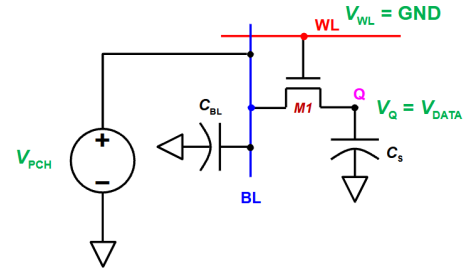 WL
V_WL = GND
C_BL
M1
Q
V_Q = V_DATA
+
V_PCH
−
C_s
BL